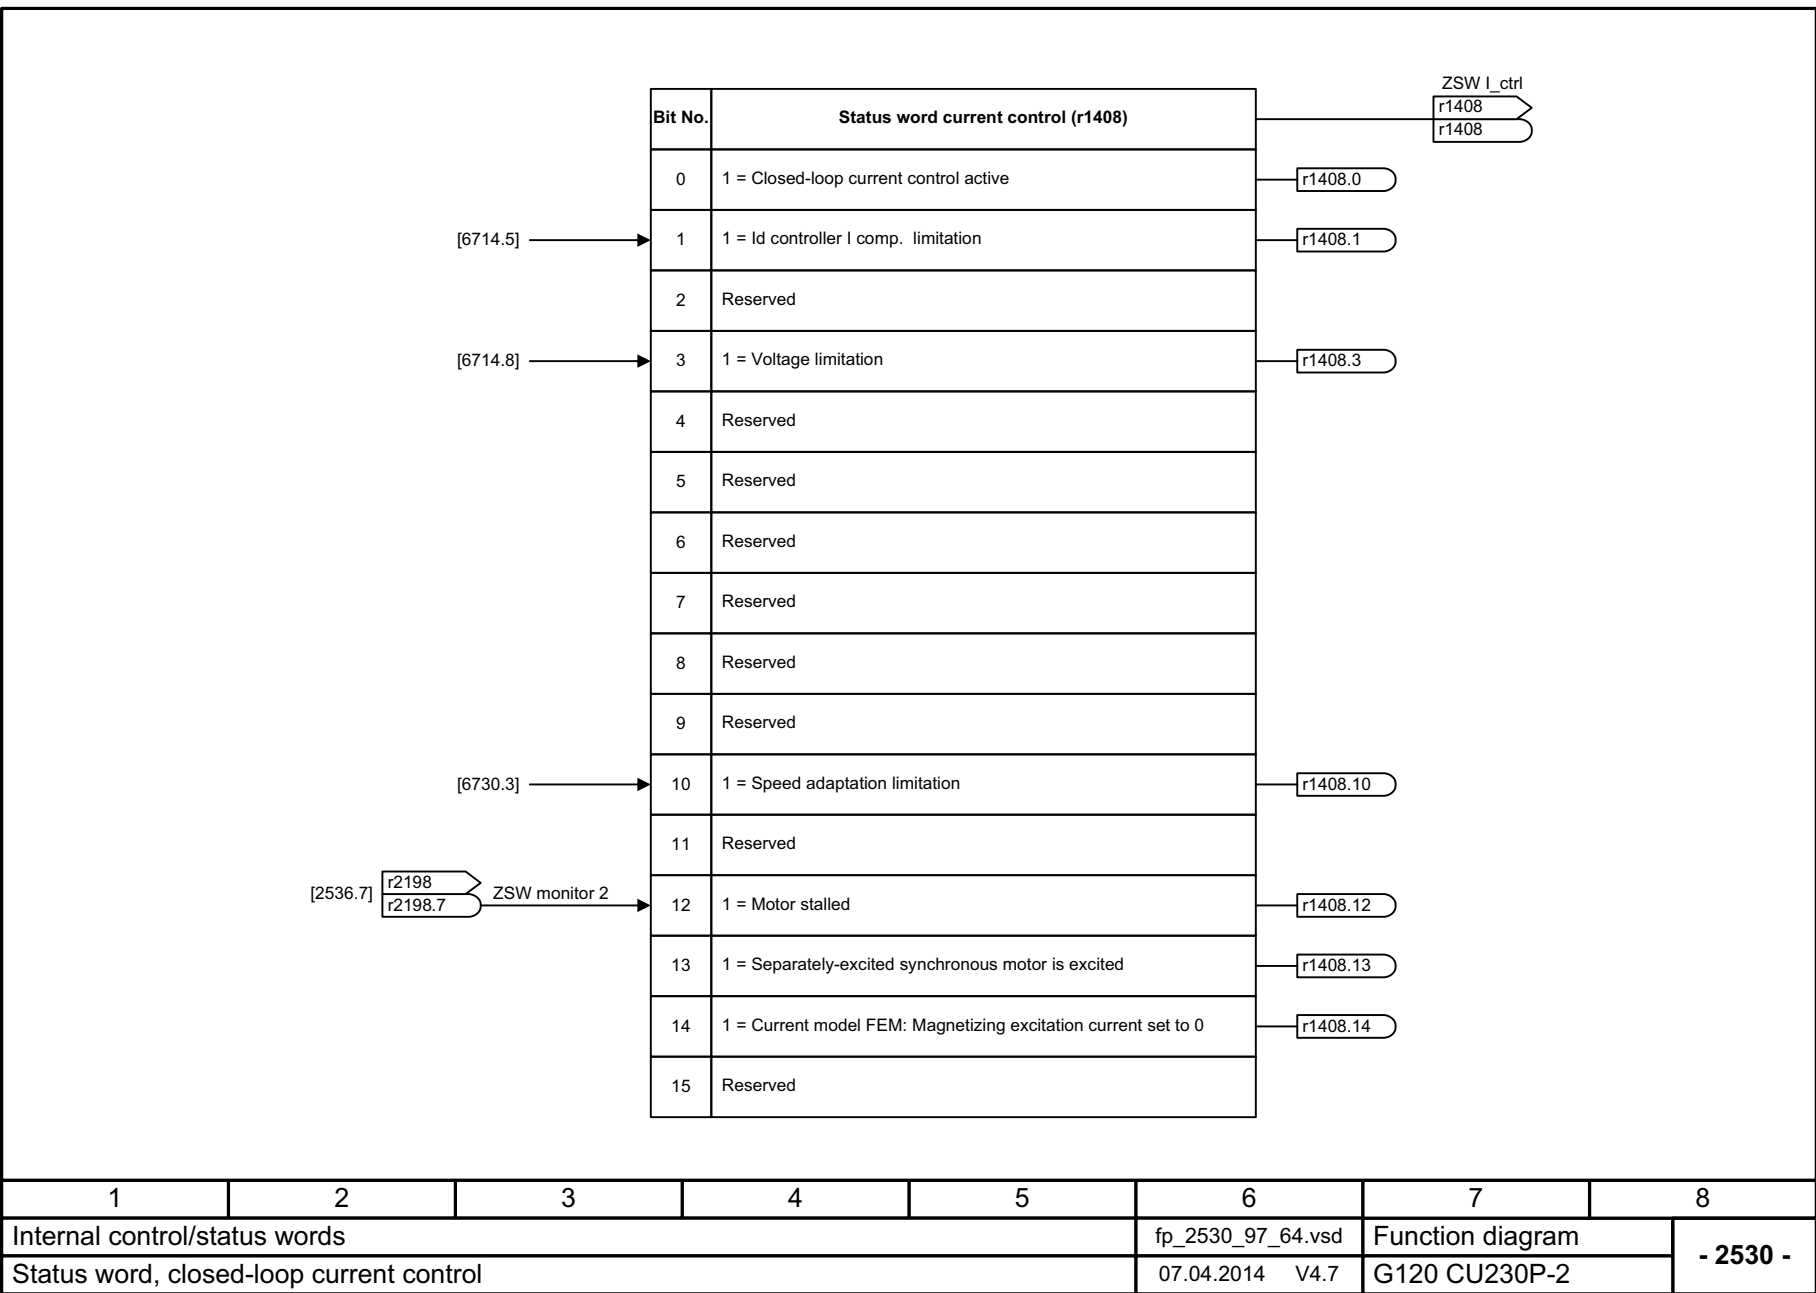 ZSW I_ctrl
Bit No. Status word current control (r1408) r1408
r1408
0 1 = Closed-loop current control active r1408.0
[6714.5] 1 1 = Id controller I comp. limitation r1408.1
2 Reserved
[6714.8] 3 1 = Voltage limitation r1408.3
4 Reserved
5 Reserved
6 Reserved
7 Reserved
8 Reserved
9 Reserved
[6730.3] 10 1 = Speed adaptation limitation r1408.10
11 Reserved
r2198
[2536.7] r2198.7 ZSW monitor 2 12 1 = Motor stalled r1408.12
13 1 = Separately-excited synchronous motor is excited r1408.13
14 1 = Current model FEM: Magnetizing excitation current set to 0 r1408.14
15 Reserved
1 2 3 4 5 6 7 8
Internal control/status words fp_2530_97_64.vsd Function diagram - 2530 -
Status word, closed-loop current control 07.04.2014 V4.7 G120 CU230P-2